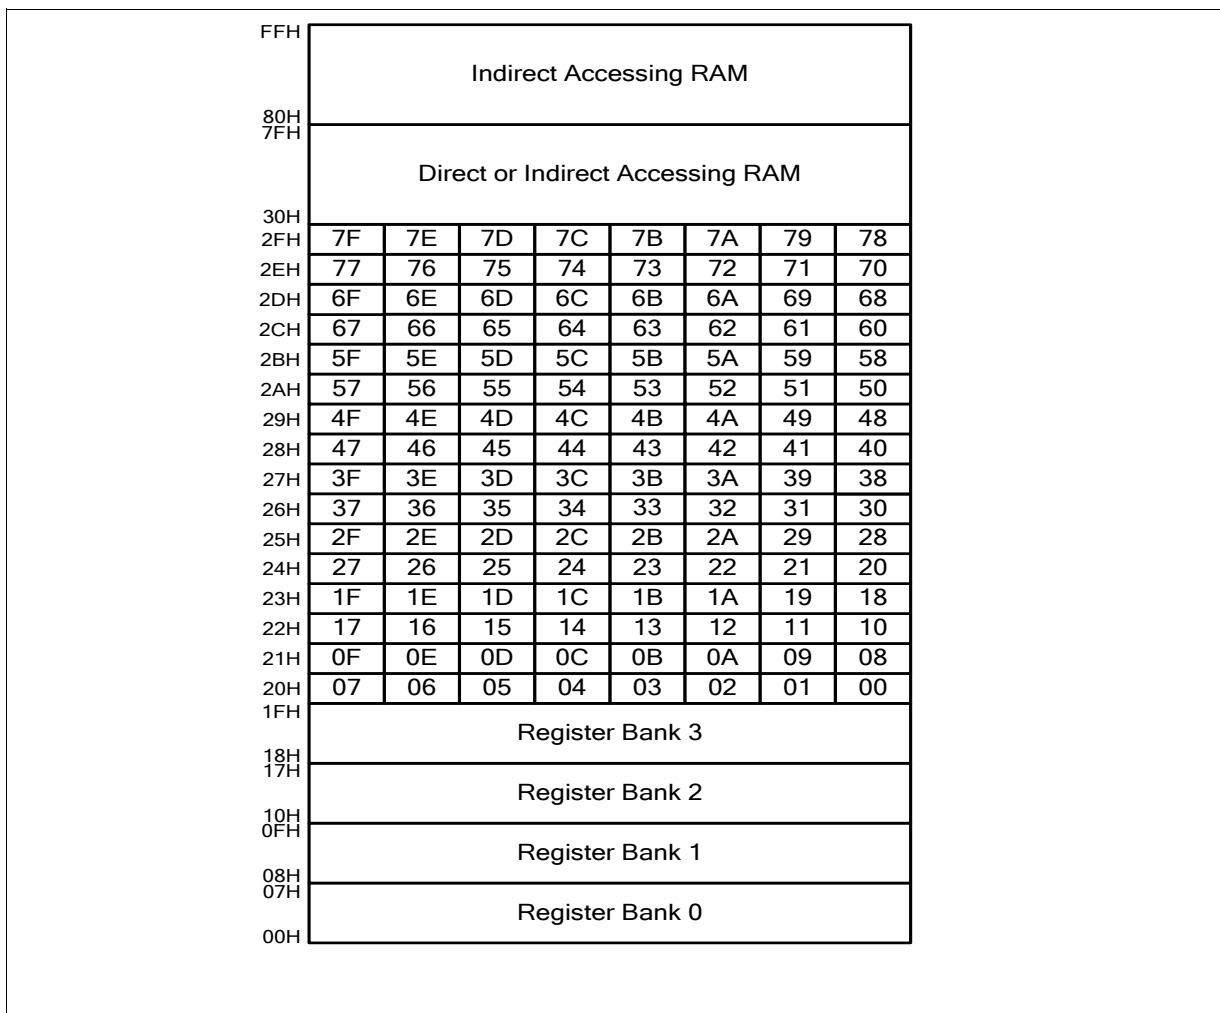 FFH
Indirect Accessing RAM
80H
7FH
Direct or Indirect Accessing RAM
30H
2FH 7F 7E 7D 7C 7B 7A 79 78
2EH 77 76 75 74 73 72 71 70
2DH 6F 6E 6D 6C 6B 6A 69 68
2CH 67 66 65 64 63 62 61 60
2BH 5F 5E 5D 5C 5B 5A 59 58
2AH 57 56 55 54 53 52 51 50
29H 4F 4E 4D 4C 4B 4A 49 48
28H 47 46 45 44 43 42 41 40
27H 3F 3E 3D 3C 3B 3A 39 38
26H 37 36 35 34 33 32 31 30
25H 2F 2E 2D 2C 2B 2A 29 28
24H 27 26 25 24 23 22 21 20
23H 1F 1E 1D 1C 1B 1A 19 18
22H 17 16 15 14 13 12 11 10
21H 0F 0E 0D 0C 0B 0A 09 08
20H 07 06 05 04 03 02 01 00
1FH
Register Bank 3
18H
17H
Register Bank 2
10H
0FH
Register Bank 1
08H
07H
Register Bank 0
00H